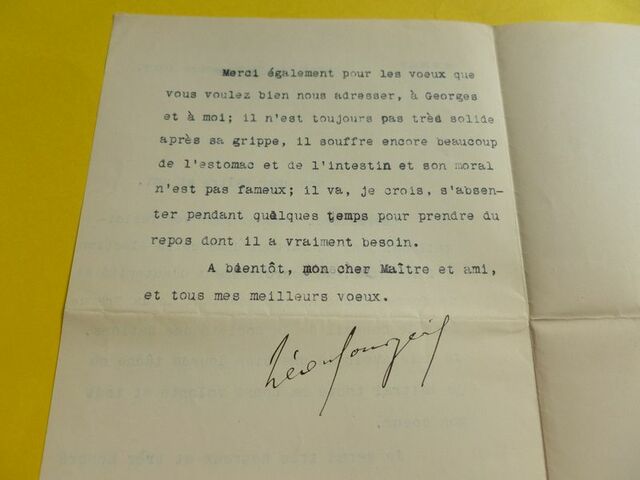 Merci également pour les voeux que
vous voulez bien nous adresser, à Georges
et à moi; il n'est toujours pas très solide
après sa grippe, il souffre encore beaucoup
de l'estomac et de l'intestin et son moral
n'est pas fameux; il va, je crois, s'absen-
ter pendant quelques temps pour prendre du
repos dont il a vraiment besoin.
A bientôt, mon cher Maître et ami,
et tous mes meilleurs voeux.